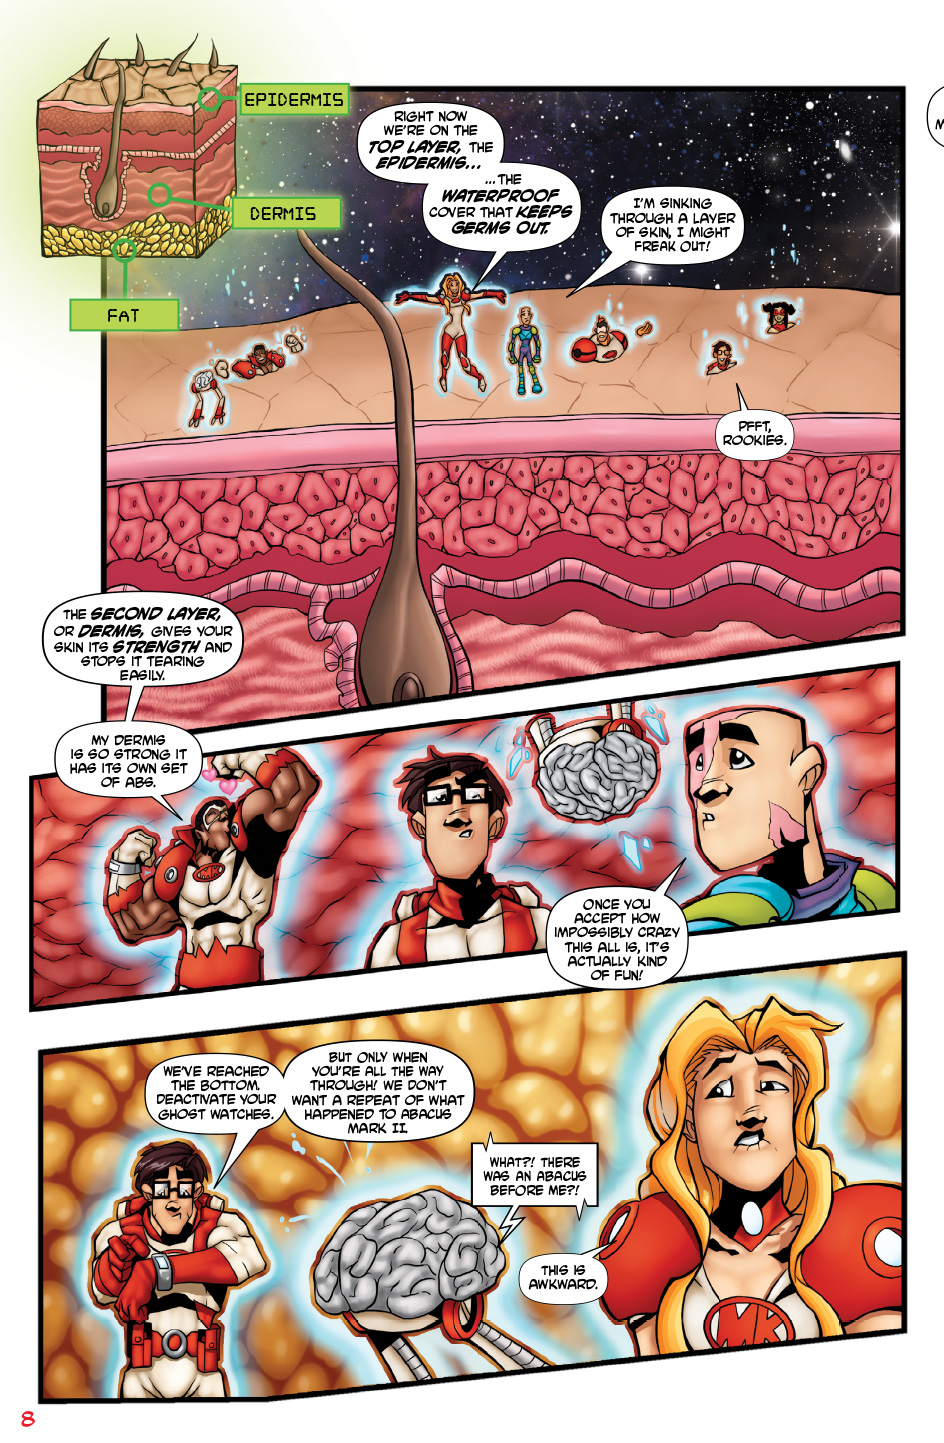 EPIDERMIS
DERMIS
FAT
RIGHT NOW
WE'RE ON THE
TOP LAYER, THE
EPIDERMIS...
...THE
WATERPROOF
COVER THAT KEEPS
GERMS OUT.
I'M SINKING
THROUGH A LAYER
OF SKIN, I MIGHT
FREAK OUT!
PFFT,
ROOKIES.
THE SECOND LAYER,
OR DERMIS, GIVES YOUR
SKIN ITS STRENGTH AND
STOPS IT TEARING
EASILY.
MY DERMIS
IS SO STRONG IT
HAS ITS OWN SET
OF ABS.
MK
ONCE YOU
ACCEPT HOW
IMPOSSIBLY CRAZY
THIS ALL IS, IT'S
ACTUALLY KIND
OF FUN!
WE'VE REACHED
THE BOTTOM.
DEACTIVATE YOUR
GHOST WATCHES.
BUT ONLY WHEN
YOU'RE ALL THE WAY
THROUGH! WE DON'T
WANT A REPEAT OF WHAT
HAPPENED TO ABACUS
MARK II.
WHAT?! THERE
WAS AN ABACUS
BEFORE ME?!
THIS IS
AWKWARD.
MK
8